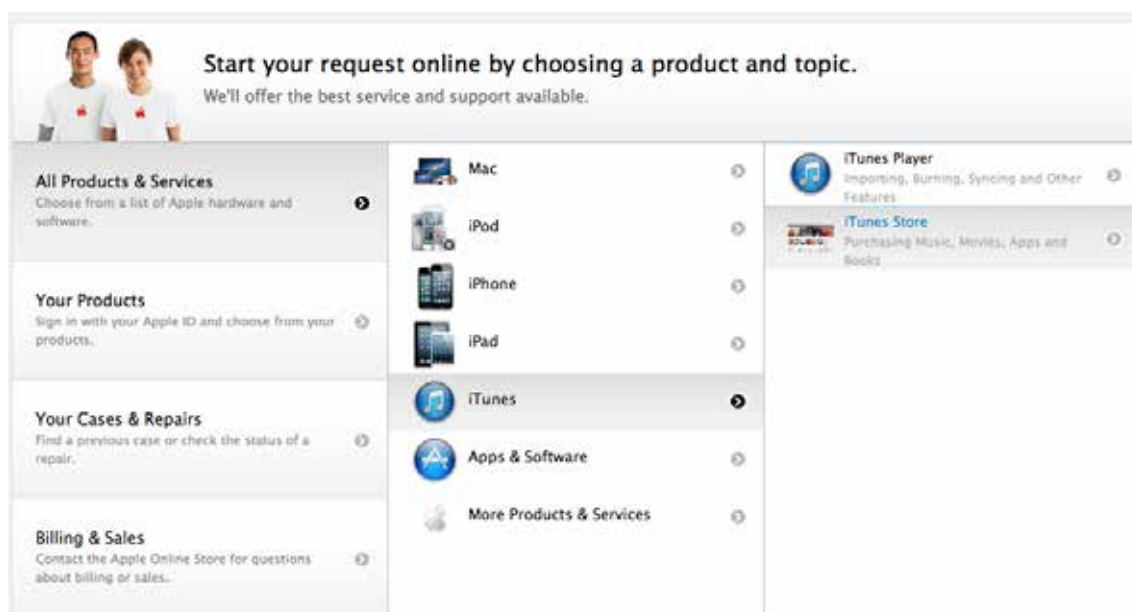 Start your request online by choosing a product and topic.
We'll offer the best service and support available.
All Products & Services
Choose from a list of Apple hardware and
software.
Your Products
Sign in with your Apple ID and choose from your
products.
Your Cases & Repairs
Find a previous case or check the status of a
repair.
Billing & Sales
Contact the Apple Online Store for questions
about billing or sales.
Mac
iPod
iPhone
iPad
iTunes
Apps & Software
More Products & Services
iTunes Player
Importing, Burning, Syncing and Other
Features
iTunes Store
Purchasing Music, Movies, Apps and
Books